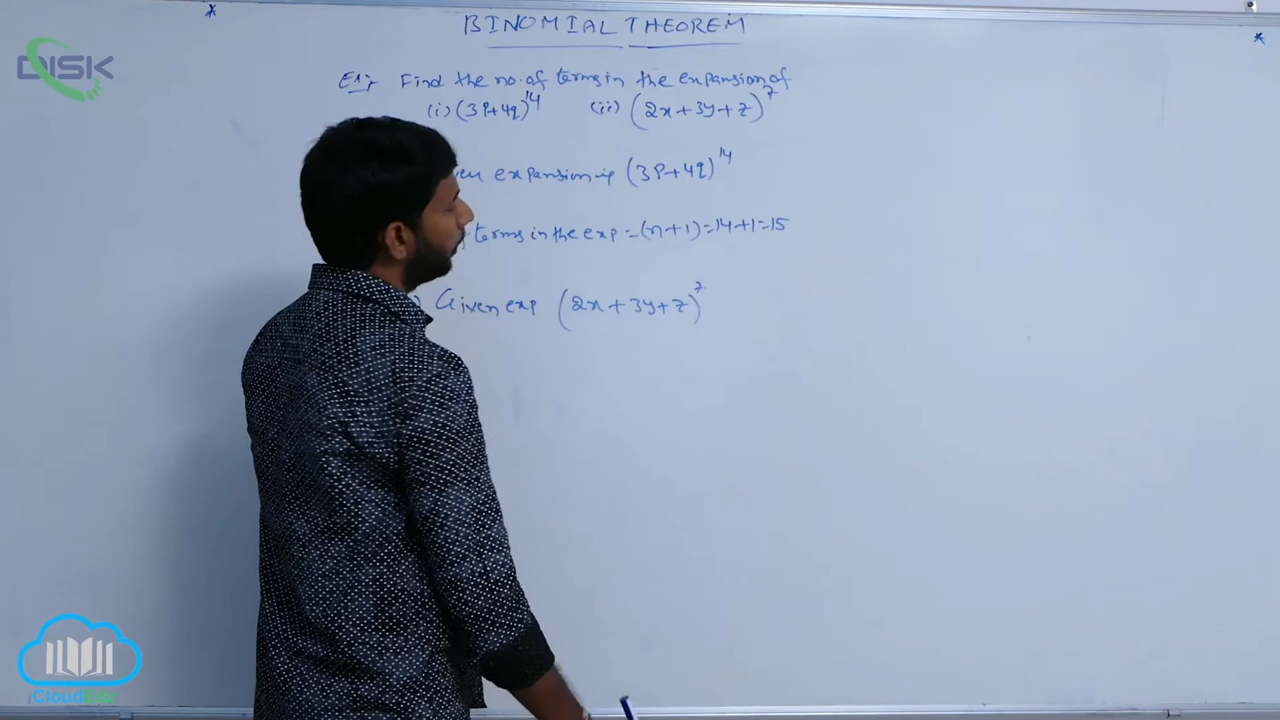 DISK
BINOMIAL THEOREM
Ex:- Find the no. of terms in the expansion of
(i) (3P+4q)^14 (ii) (2x+3y+z)^7
expansion is (3P+4q)^14
terms in the exp = (n+1) = 14+1 = 15
Given exp (2x+3y+z)^7
iCloudEdz